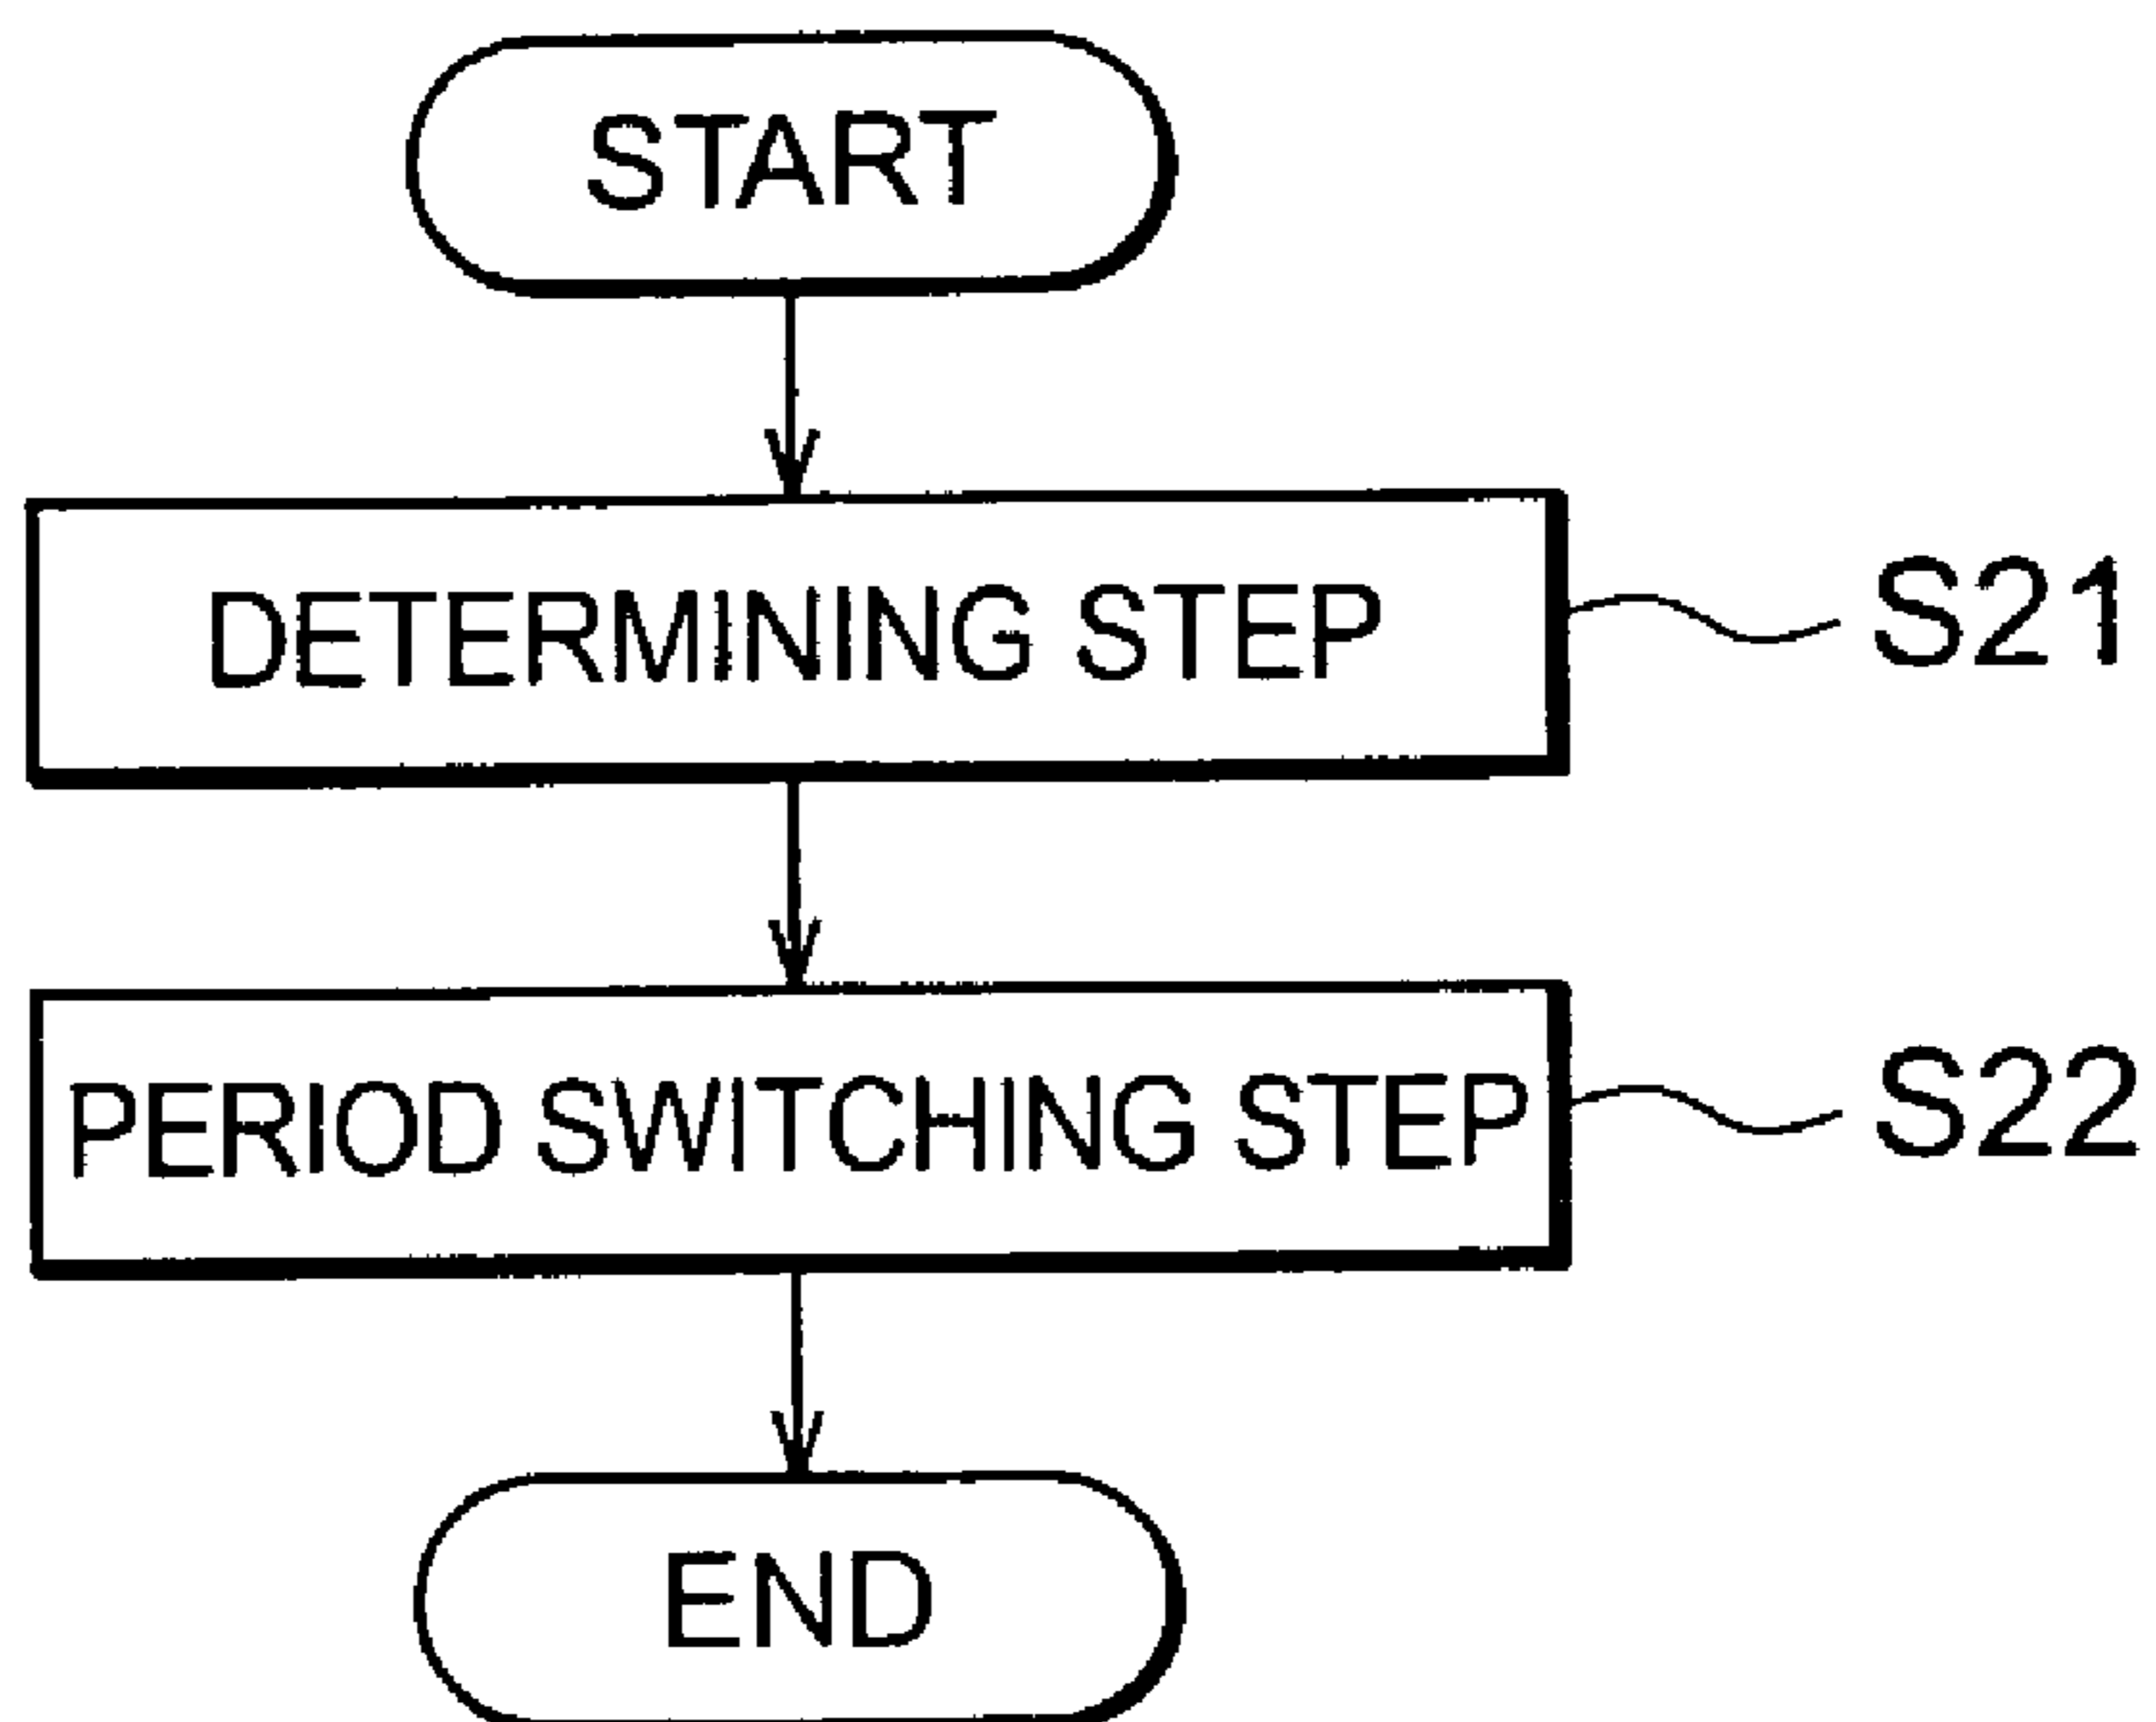 START
DETERMINING STEP
S21
PERIOD SWITCHING STEP
S22
END